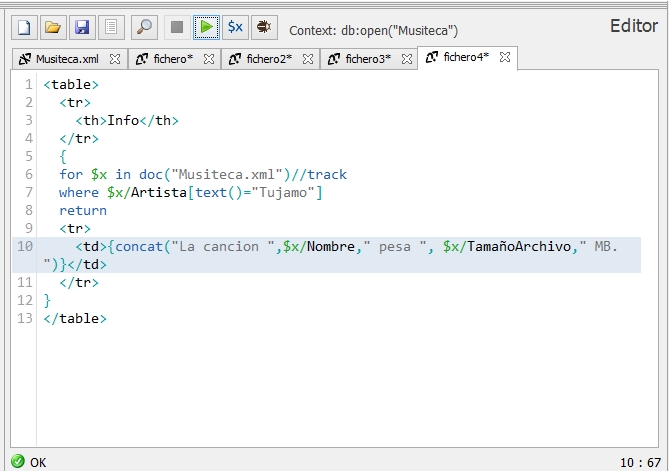 Context: db:open("Musiteca")
Editor
Musiteca.xml
fichero*
fichero2*
fichero3*
fichero4*
1 <table>
2 <tr>
3 <th>Info</th>
4 </tr>
5 {
6 for $x in doc("Musiteca.xml")//track
7 where $x/Artista[text()="Tujamo"]
8 return
9 <tr>
10 <td>{concat("La cancion ",$x/Nombre," pesa ", $x/TamañoArchivo," MB.
")}</td>
11 </tr>
12 }
13 </table>
OK
10 : 67
$x